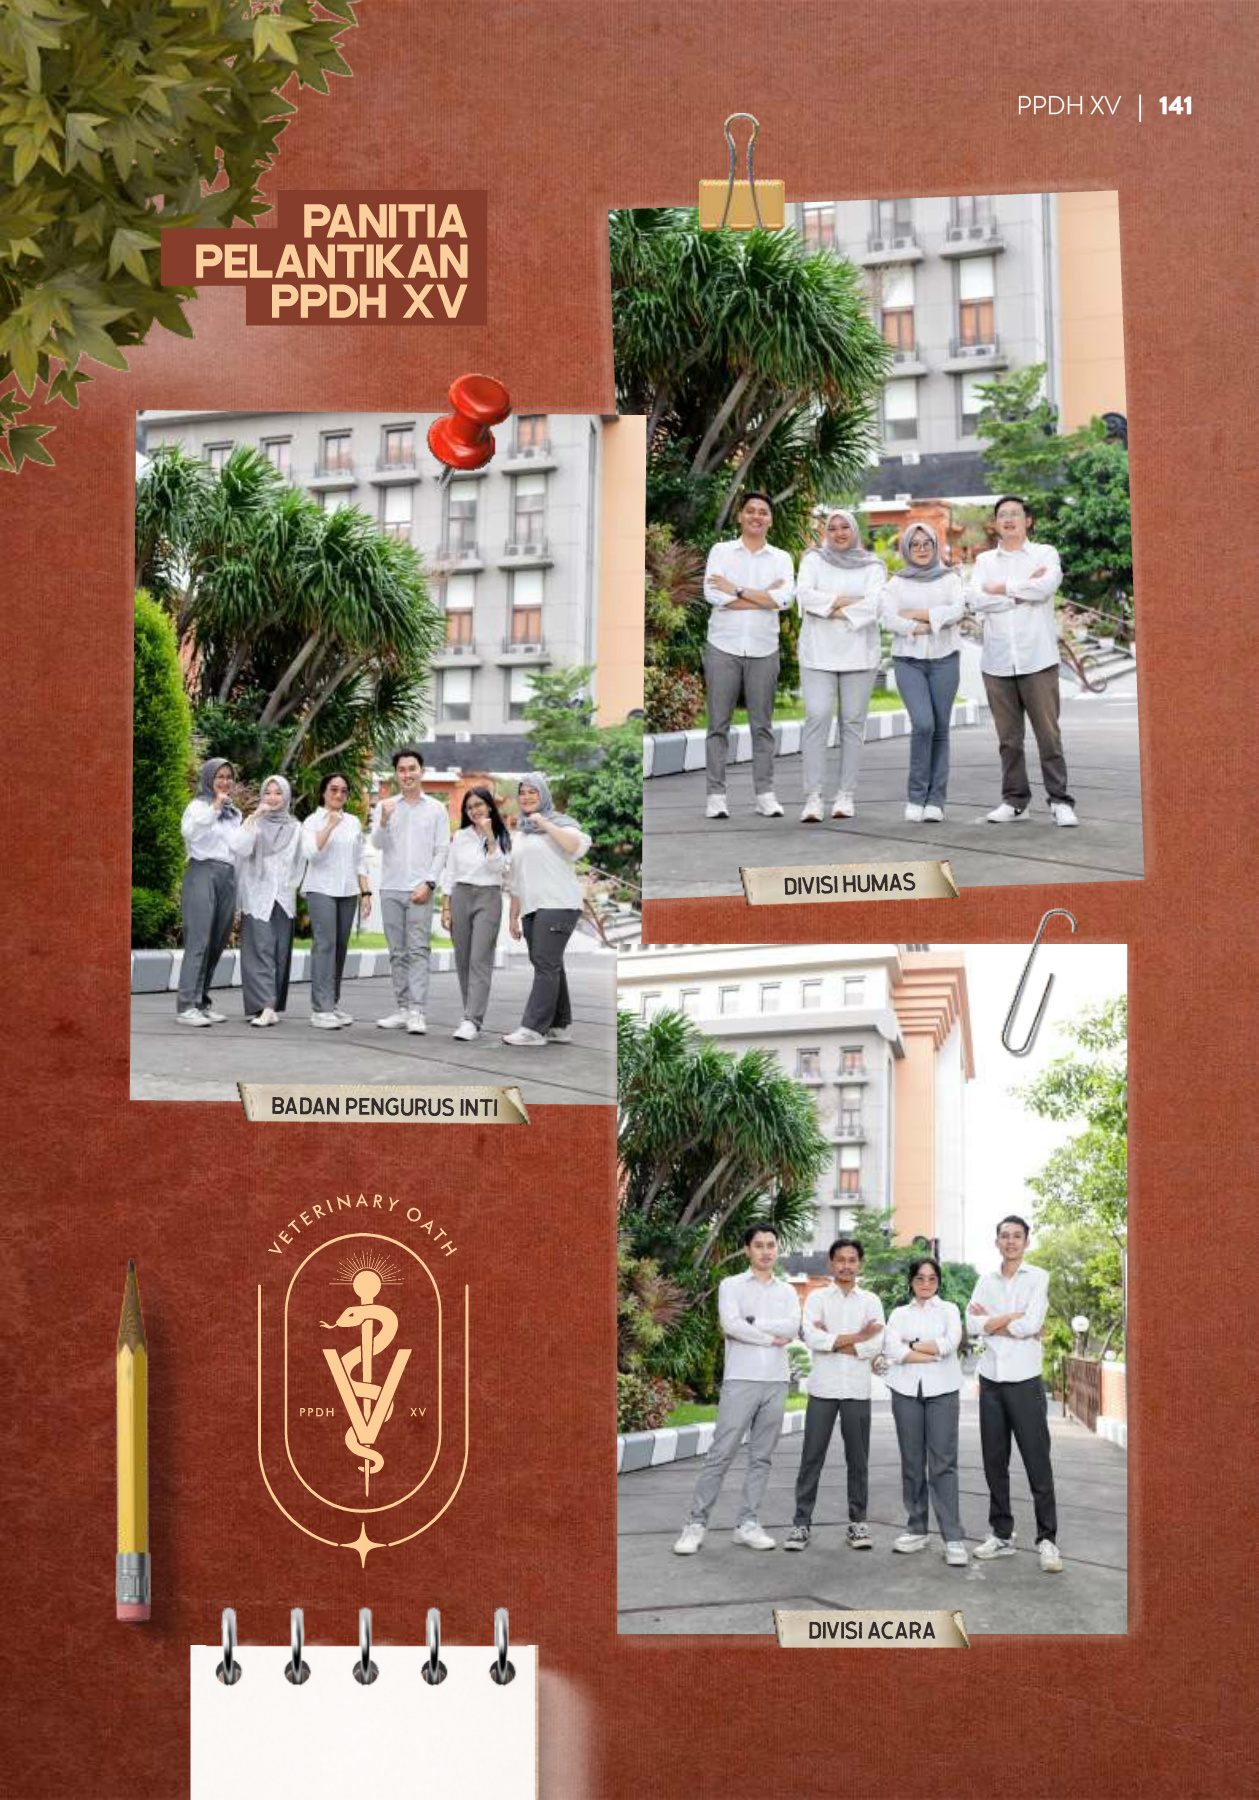 PPDH XV | 141
PANITIA
PELANTIKAN
PPDH XV
DIVISI HUMAS
BADAN PENGURUS INTI
VETERINARY OATH
PPDH XV
DIVISI ACARA